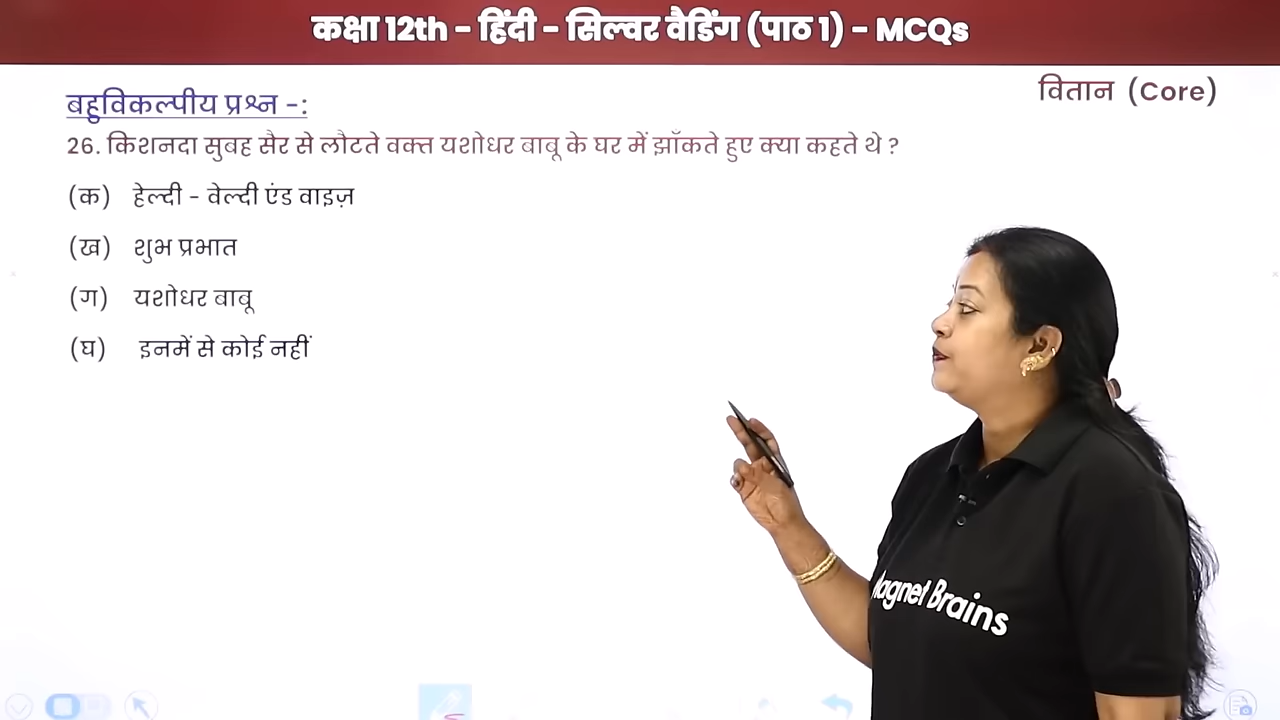 कक्षा 12th - हिंदी - सिल्वर वैडिंग (पाठ 1) - MCQs
वितान (Core)
बहुविकल्पीय प्रश्न -:
26. किशनदा सुबह सैर से लौटते वक्त यशोधर बाबू के घर में झाँकते हुए क्या कहते थे ?
(क) हेल्दी - वेल्दी एंड वाइज़
(ख) शुभ प्रभात
(ग) यशोधर बाबू
(घ) इनमें से कोई नहीं
Magnet Brains